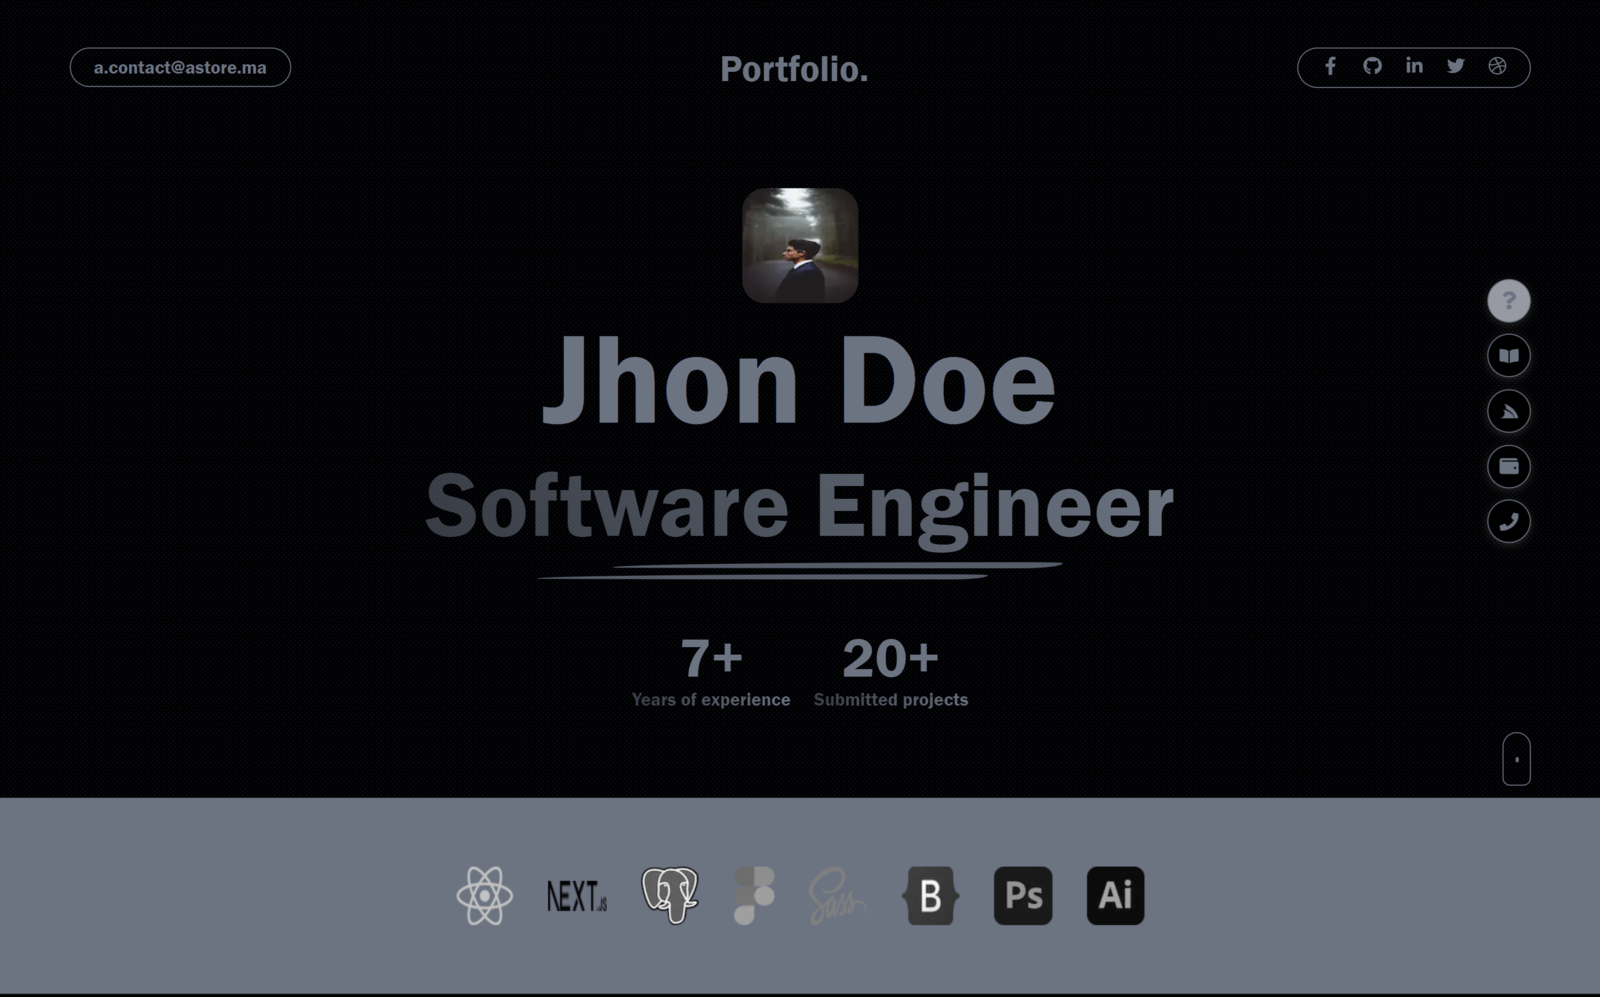 a.contact@astore.ma
Portfolio.
?
Jhon Doe
Software Engineer
7+
20+
Years of experience
Submitted projects
NEXT.JS
Sass
B
Ps
Ai